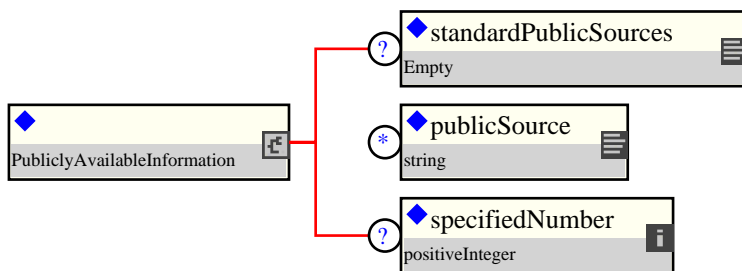 standardPublicSources
?
Empty
PubliclyAvailableInformation
publicSource
*
string
specifiedNumber
?
positiveInteger
i